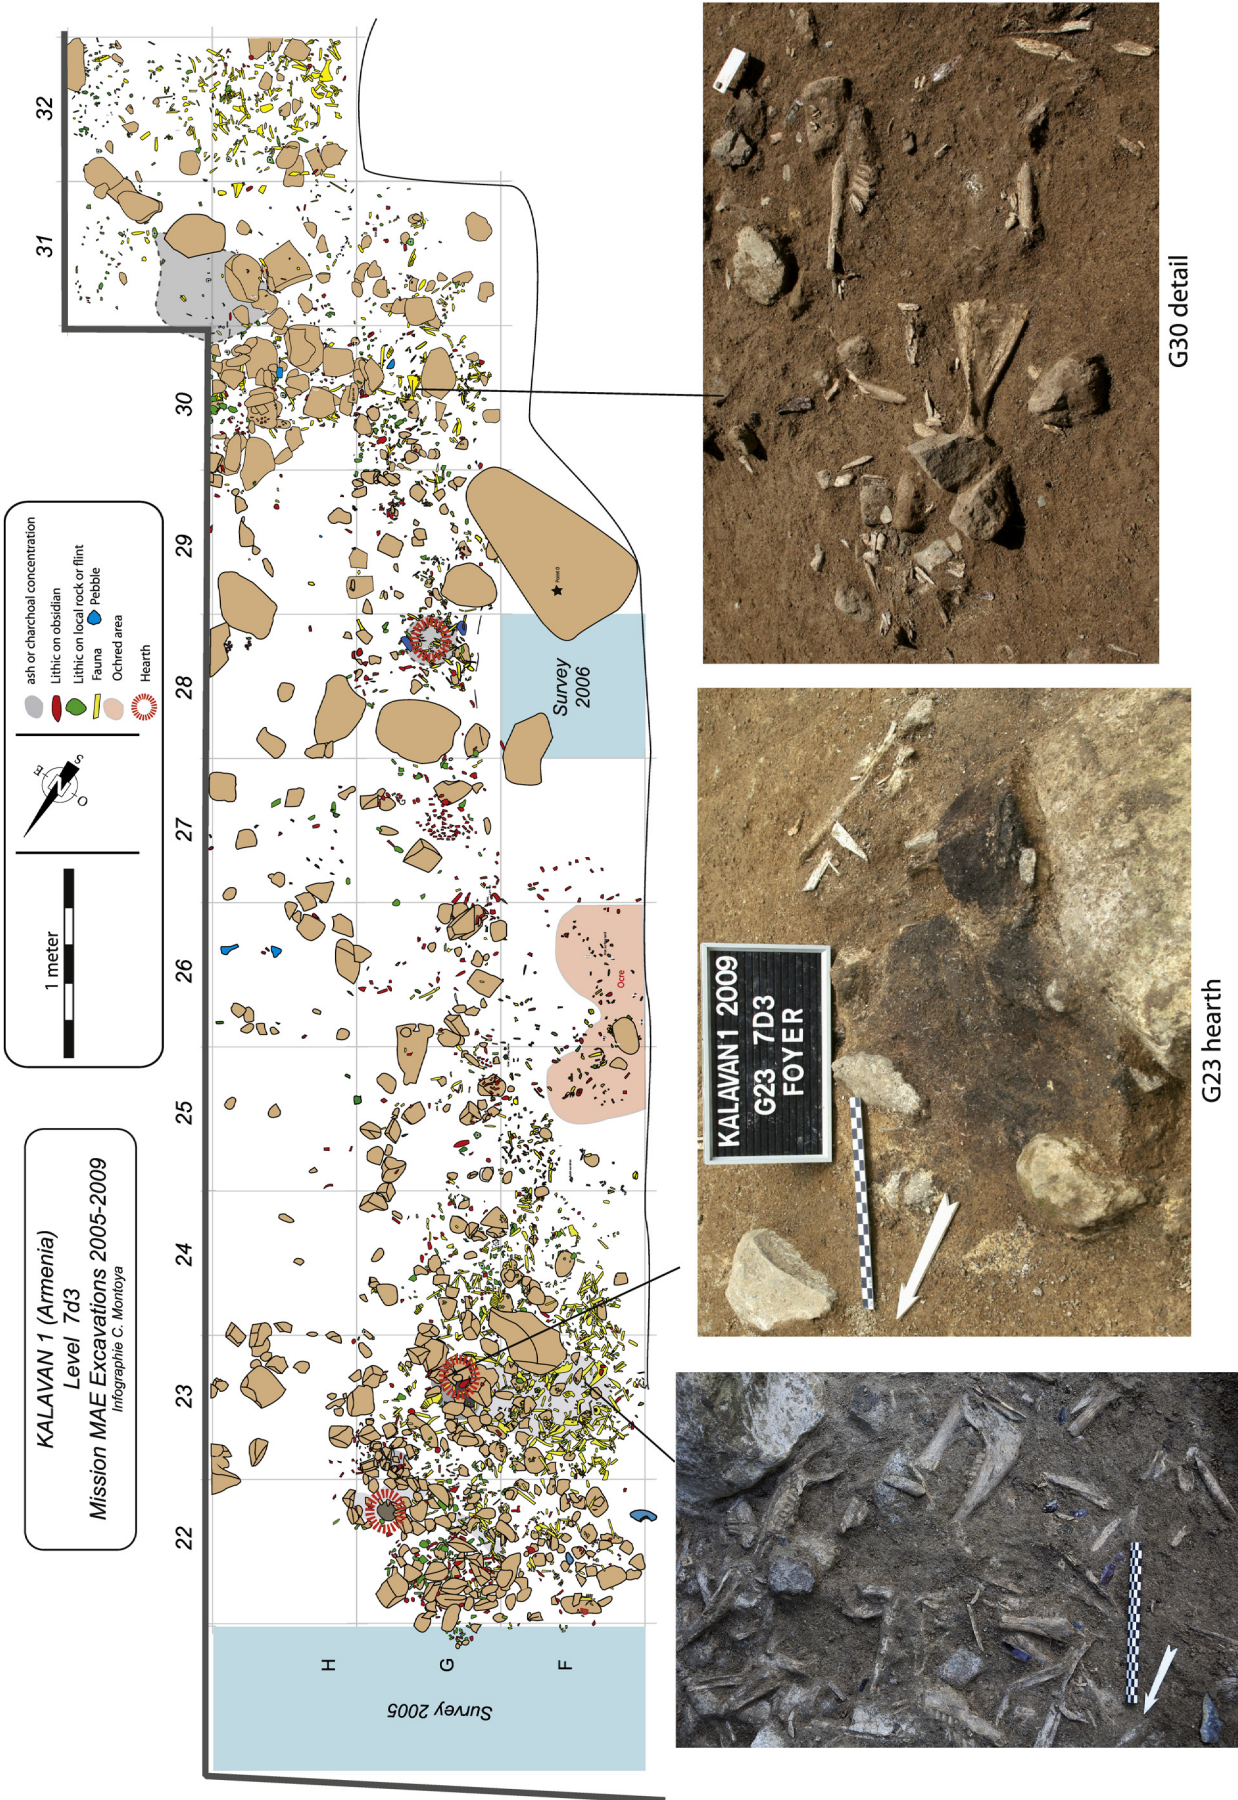 KALAVAN 1 (Armenia)
Level 7d3
Mission MAE Excavations 2005-2009
Infographie C. Montoya
1 meter
N
E
S
O
ash or charchoal concentration
Lithic on obsidian
Lithic on local rock or flint
Fauna
Pebble
Ochred area
Hearth
22
23
24
25
26
27
28
29
30
31
32
H
G
F
Survey 2005
Survey
2006
Point 0
Ocre
KALAVAN 1 2009
G23 7D3
FOYER
G23 hearth
G30 detail